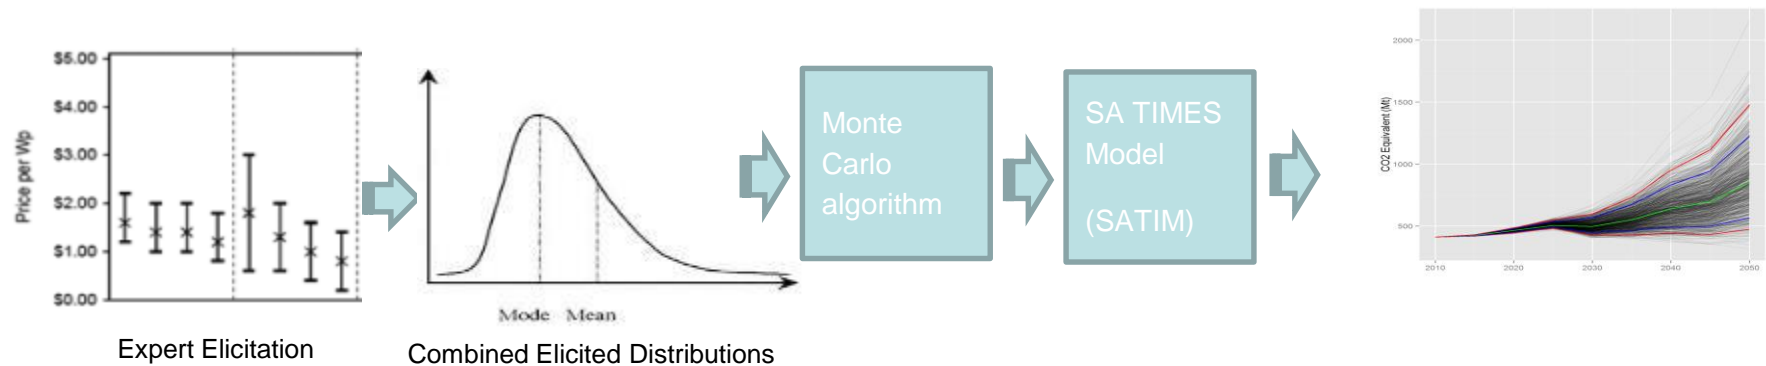 $5.00
$4.00
$3.00
$2.00
$1.00
$0.00
Price per Wp
Expert Elicitation
Mode Mean
Combined Elicited Distributions
Monte
Carlo
algorithm
SA TIMES
Model
(SATIM)
CO2 Equivalent (Mt)
2000
1500
1000
500
2010 2020 2030 2040 2050